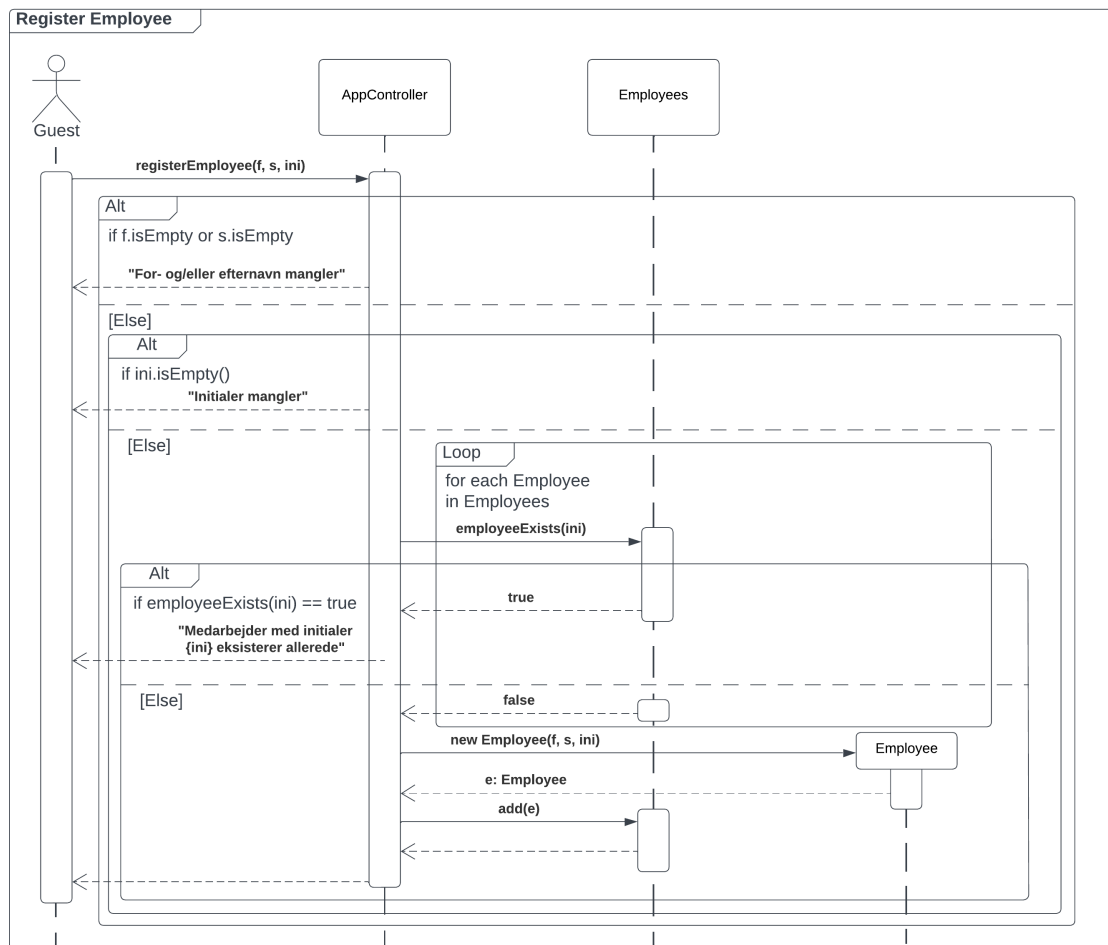 Register Employee
AppController
Employees
Guest
registerEmployee(f, s, ini)
Alt
if f.isEmpty or s.isEmpty
"For- og/eller efternavn mangler"
[Else]
Alt
if ini.isEmpty()
"Initialer mangler"
[Else]
Loop
for each Employee
in Employees
employeeExists(ini)
Alt
if employeeExists(ini) == true
true
"Medarbejder med initialer
{ini} eksisterer allerede"
[Else]
false
new Employee(f, s, ini)
Employee
e: Employee
add(e)